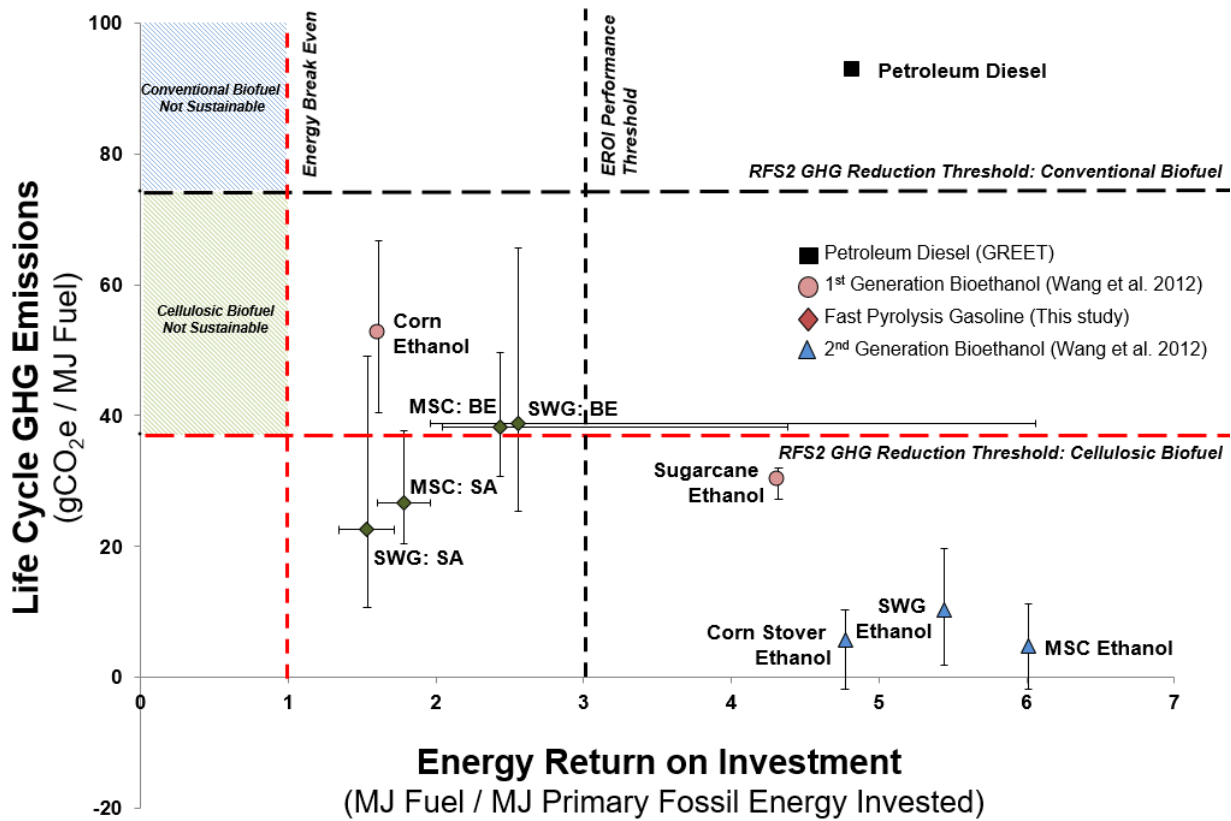 100
80
60
40
20
0
-20
Life Cycle GHG Emissions
(gCO₂e / MJ Fuel)
Conventional Biofuel
Not Sustainable
Cellosic Biofuel
Not Sustainable
Energy Break Even
EROI Performance
Threshold
Petroleum Diesel
RFS2 GHG Reduction Threshold: Conventional Biofuel
Petroleum Diesel (GREET)
1st Generation Bioethanol (Wang et al. 2012)
Fast Pyrolysis Gasoline (This study)
2nd Generation Bioethanol (Wang et al. 2012)
Corn
Ethanol
MSC: BE
SWG: BE
RFS2 GHG Reduction Threshold: Cellulosic Biofuel
Sugarcane
Ethanol
MSC: SA
SWG: SA
SWG
Ethanol
Corn Stover
Ethanol
MSC Ethanol
0 1 2 3 4 5 6 7
Energy Return on Investment
(MJ Fuel / MJ Primary Fossil Energy Invested)